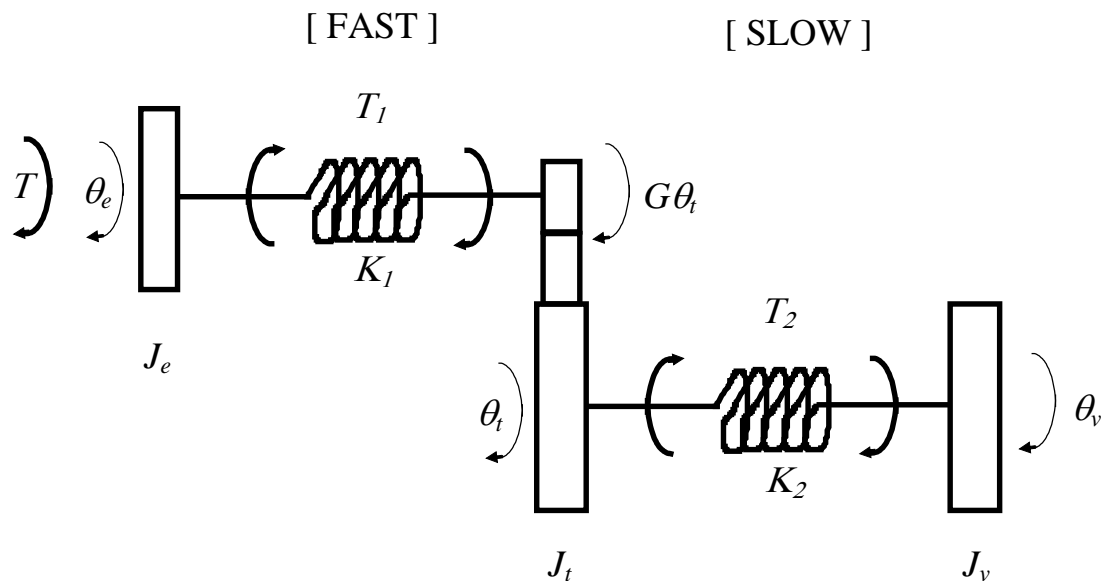 [ FAST ] [ SLOW ]
T₁
T θₑ Gθₜ
K₁
Jₑ T₂
θₜ θᵥ
K₂
Jₜ Jᵥ